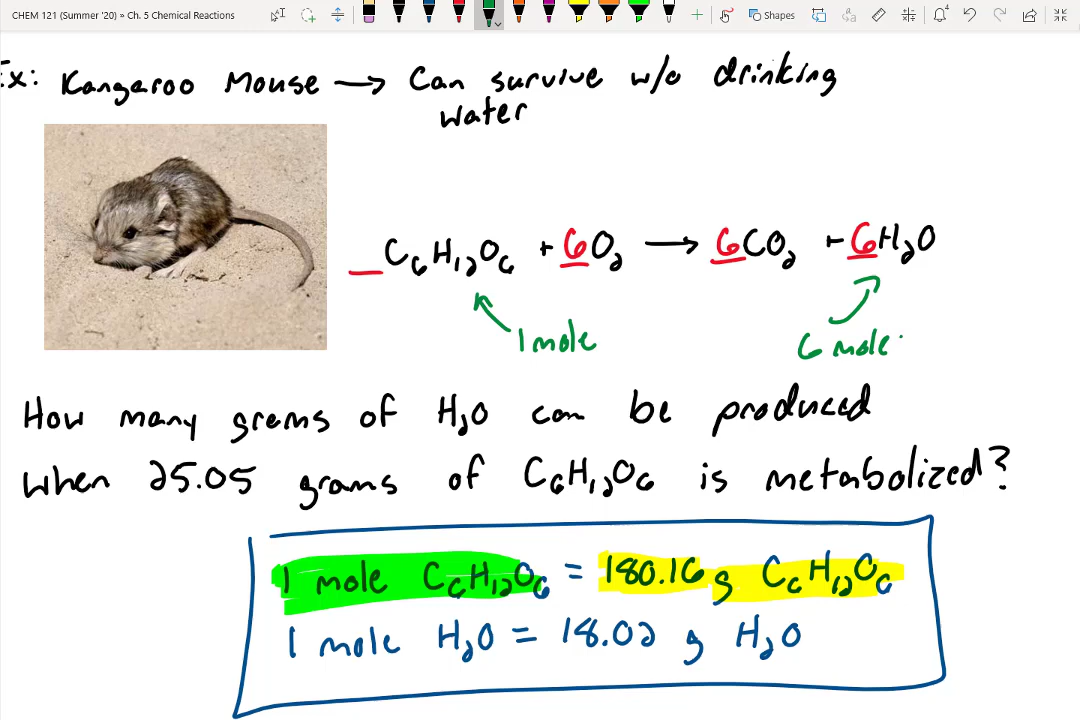 CHEM 121 (Summer '20) » Ch. 5 Chemical Reactions
Shapes
Ex: Kangaroo Mouse → Can survive w/o drinking
water
_C₆H₁₂O₆ + 6O₂ → 6CO₂ + 6H₂O
1 mole 6 mole
How many grams of H₂O can be produced
when 25.05 grams of C₆H₁₂O₆ is metabolized?
1 mole C₆H₁₂O₆ = 180.16 g C₆H₁₂O₆
1 mole H₂O = 18.02 g H₂O